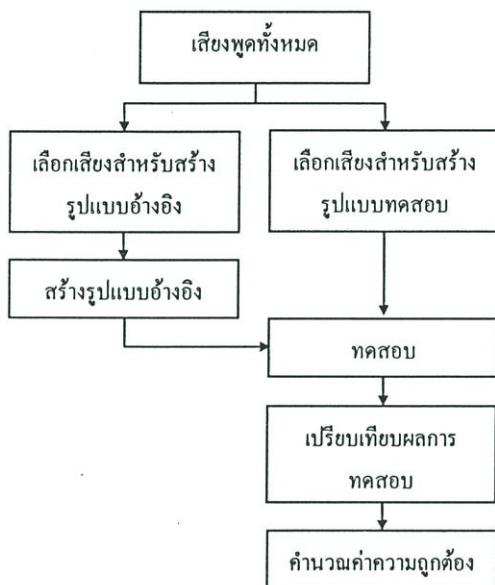 เสียงพูดทั้งหมด
เลือกเสียงสำหรับสร้าง
รูปแบบอ้างอิง
เลือกเสียงสำหรับสร้าง
รูปแบบทดสอบ
สร้างรูปแบบอ้างอิง
ทดสอบ
เปรียบเทียบผลการ
ทดสอบ
คำนวณค่าความถูกต้อง